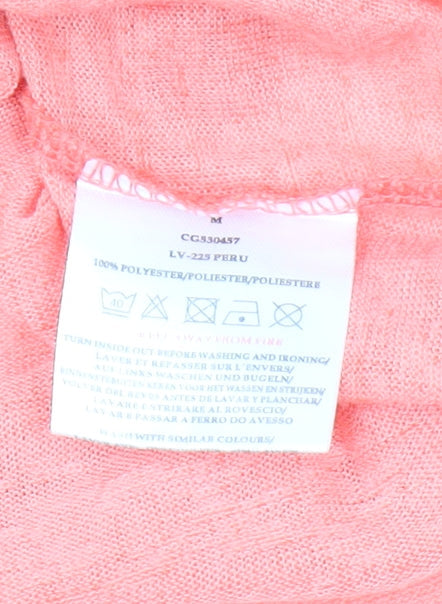 M
CG530457
LV-225 PERU
100% POLYESTER/POLIESTER/POLIESTERE
40
KEEP AWAY FROM FIRE
TURN INSIDE OUT BEFORE WASHING AND IRONING/
LAVER ET REPASSER SUR L'ENVERS/
AUF LINKS WASCHEN UND BUGELN/
BINNENSTEBUITEN KEREN VOOR HET WASSEN EN STRIJKEN/
VOLVER DEL REVES ANTES DE LAVAR Y PLANCHAR/
LAVARE E STIRARE AL ROVESCIO/
LAVAR E PASSAR A FERRO DO AVESSO
WASH WITH SIMILAR COLOURS/